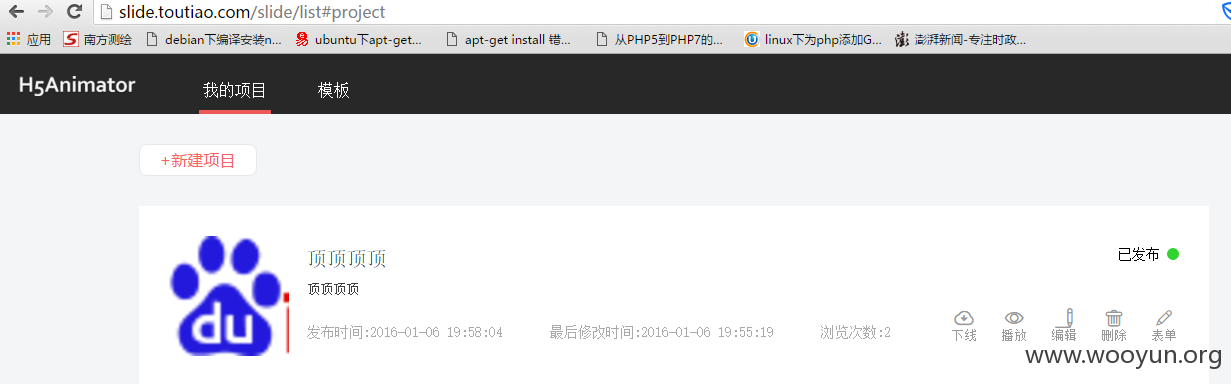 slide.toutiao.com/slide/list#project
应用 南方测绘 debian下编译安装n... ubuntu下apt-get... apt-get install 错... 从PHP5到PHP7的... linux下为php添加G... 澎湃新闻-专注时政...
H5Animator 我的项目 模板
+新建项目
顶顶顶顶 已发布
顶顶顶顶
发布时间:2016-01-06 19:58:04 最后修改时间:2016-01-06 19:55:19 浏览次数:2 下线 播放 编辑 删除 表单
du
www.wooyun.org